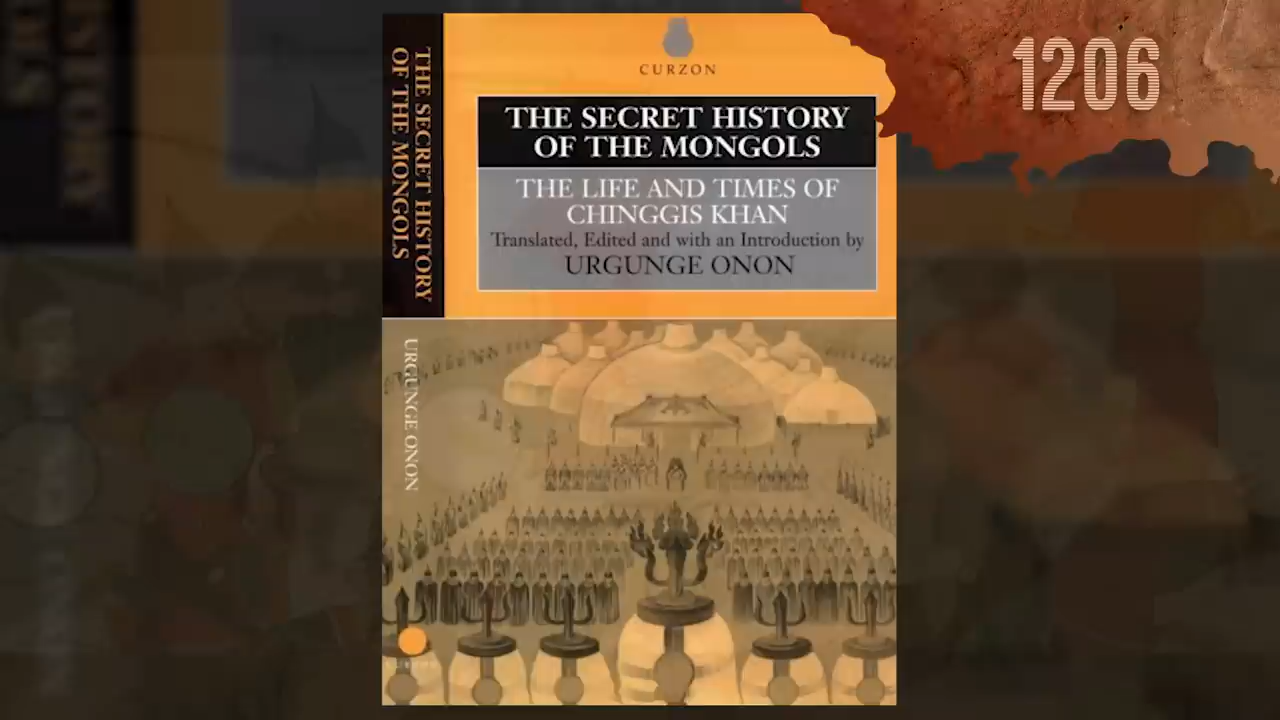 CURZON
THE SECRET HISTORY
OF THE MONGOLS
THE LIFE AND TIMES OF
CHINGGIS KHAN
Translated, Edited and with an Introduction by
URGUNGE ONON
THE SECRET HISTORY
OF THE MONGOLS
URGUNGE ONON
CURZON
1206